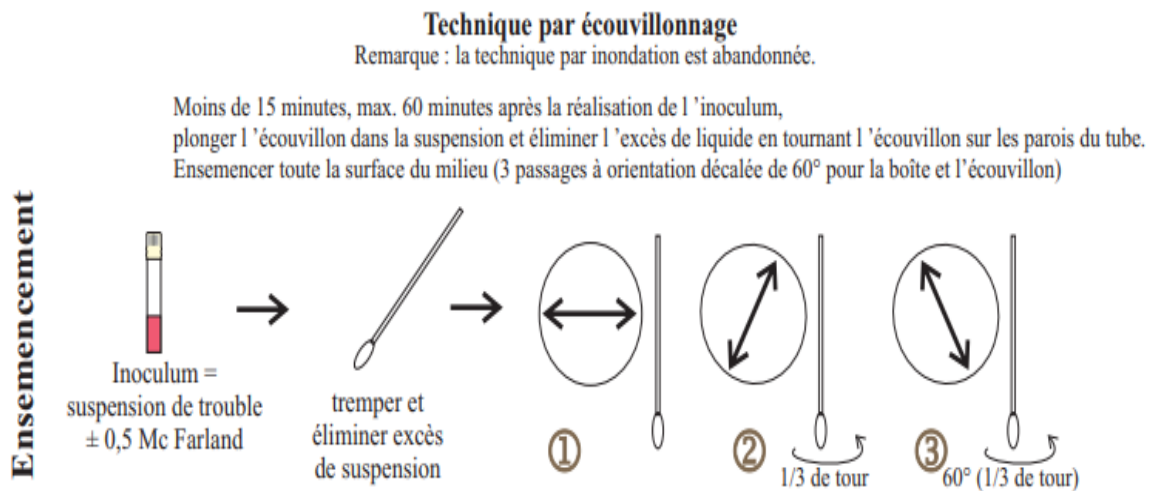 Technique par écouvillonnage
Remarque : la technique par inondation est abandonnée.
Moins de 15 minutes, max. 60 minutes après la réalisation de l ’inoculum,
plonger l ’écouvillon dans la suspension et éliminer l ’excès de liquide en tournant l ’écouvillon sur les parois du tube.
Ensemencer toute la surface du milieu (3 passages à orientation décalée de 60° pour la boîte et l’écouvillon)
Ensemencement
Inoculum =
suspension de trouble
± 0,5 Mc Farland
tremper et
éliminer excès
de suspension
①
②
1/3 de tour
③
60° (1/3 de tour)